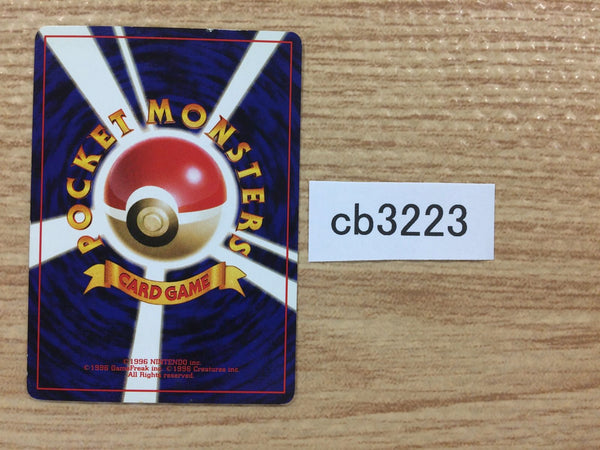 POCKET MONSTERS
CARD GAME
©1996 NINTENDO inc.
©1996 GameFreak inc. ©1996 Creatures inc.
All Rights reserved.
cb3223